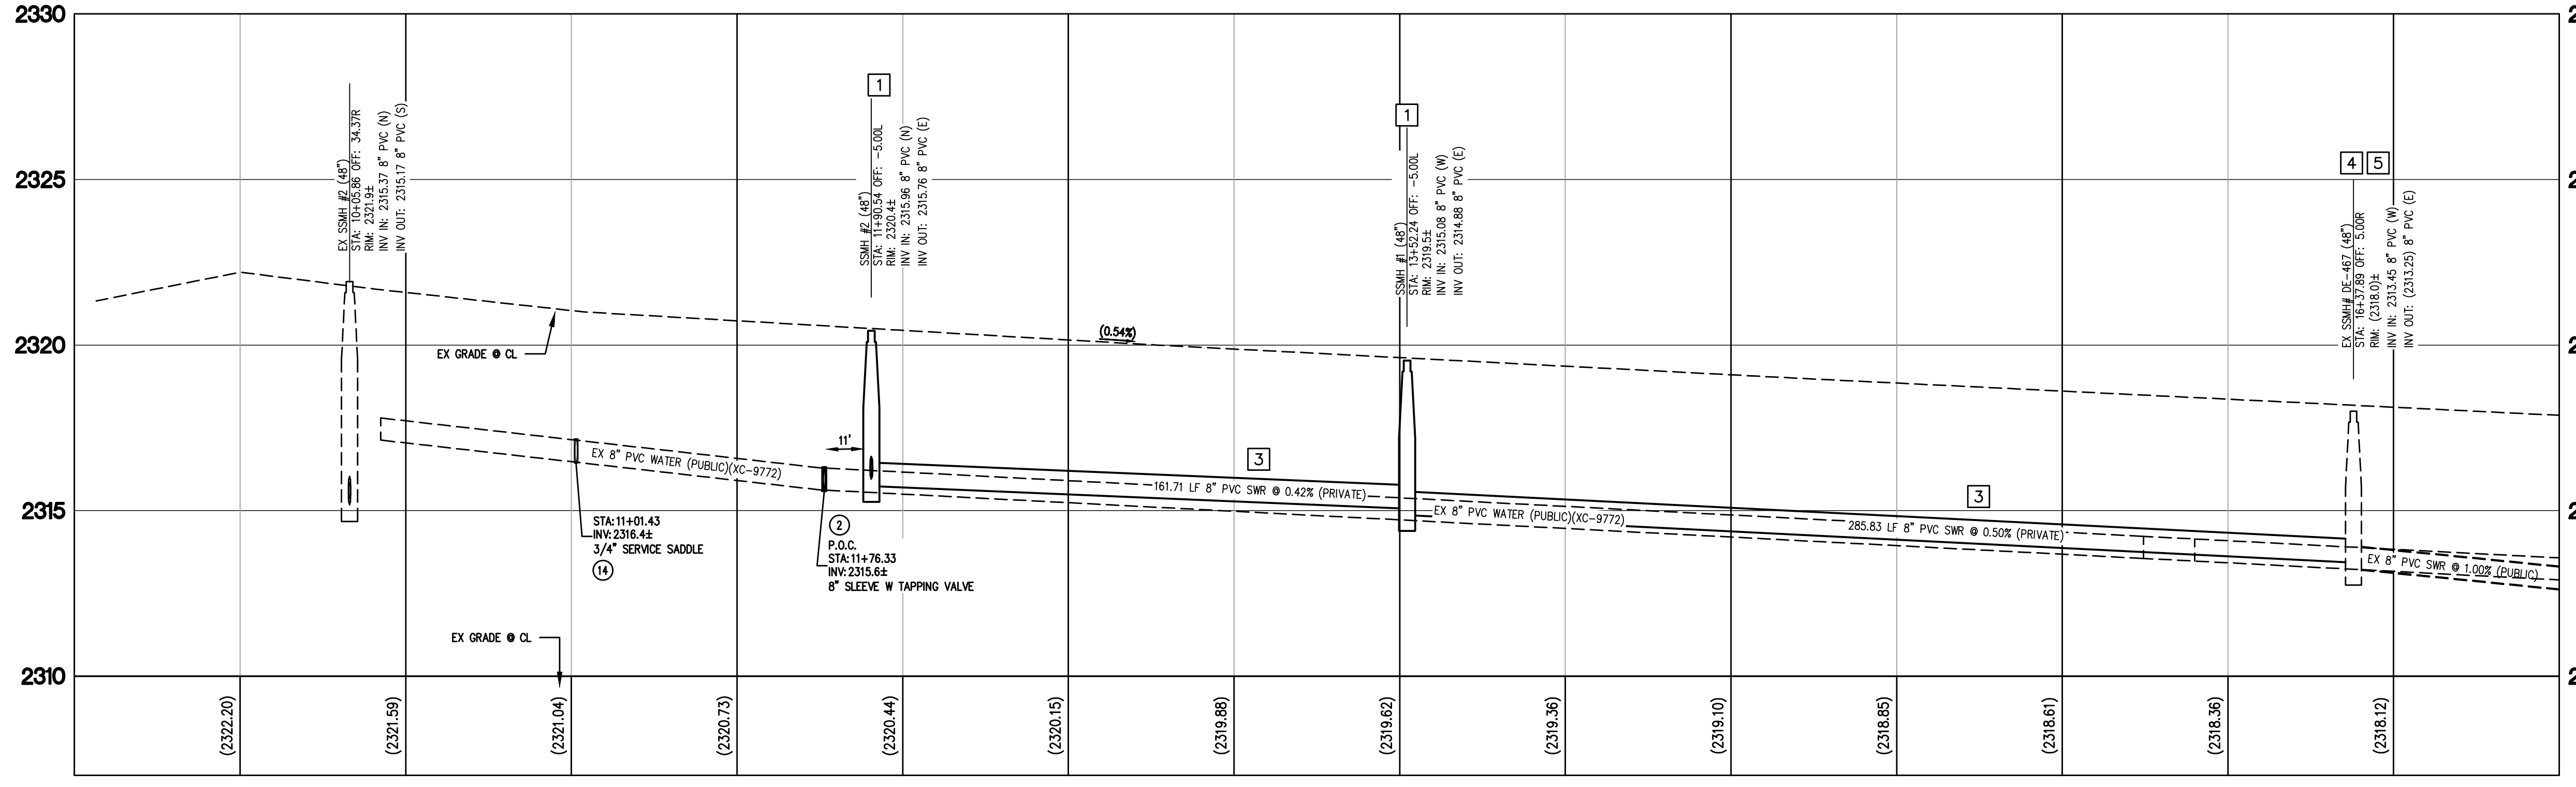 2330
2325
2320
2315
2310
EX SSMH #2 (48")
STA: 10+05.86 OFF: 34.37R
RIM: 2321.9±
INV IN: 2315.37 8" PVC (N)
INV OUT: 2315.17 8" PVC (S)
1
SSMH #2 (48")
STA: 11+90.54 OFF: -5.00L
RIM: 2320.4±
INV IN: 2315.96 8" PVC (N)
INV OUT: 2315.76 8" PVC (E)
1
SSMH #1 (48")
STA: 13+52.24 OFF: -5.00L
RIM: 2319.5±
INV IN: 2315.08 8" PVC (W)
INV OUT: 2314.88 8" PVC (E)
4 5
EX SSMH# DE-467 (48")
STA: 16+37.89 OFF: 5.00R
RIM: (2318.0)±
INV IN: 2313.45 8" PVC (W)
INV OUT: (2313.25) 8" PVC (E)
(0.54%)
EX GRADE @ CL
11'
EX 8" PVC WATER (PUBLIC)(XC-9772)
3
161.71 LF 8" PVC SWR @ 0.42% (PRIVATE)
EX 8" PVC WATER (PUBLIC)(XC-9772)
3
285.83 LF 8" PVC SWR @ 0.50% (PRIVATE)
EX 8" PVC SWR @ 1.00% (PUBLIC)
STA:11+01.43
INV:2316.4±
3/4" SERVICE SADDLE
14
2
P.O.C.
STA:11+76.33
INV:2315.6±
8" SLEEVE W TAPPING VALVE
EX GRADE @ CL
(2322.20)
(2321.59)
(2321.04)
(2320.73)
(2320.44)
(2320.15)
(2319.88)
(2319.62)
(2319.36)
(2319.10)
(2318.85)
(2318.61)
(2318.36)
(2318.12)
2
2
2
2
2